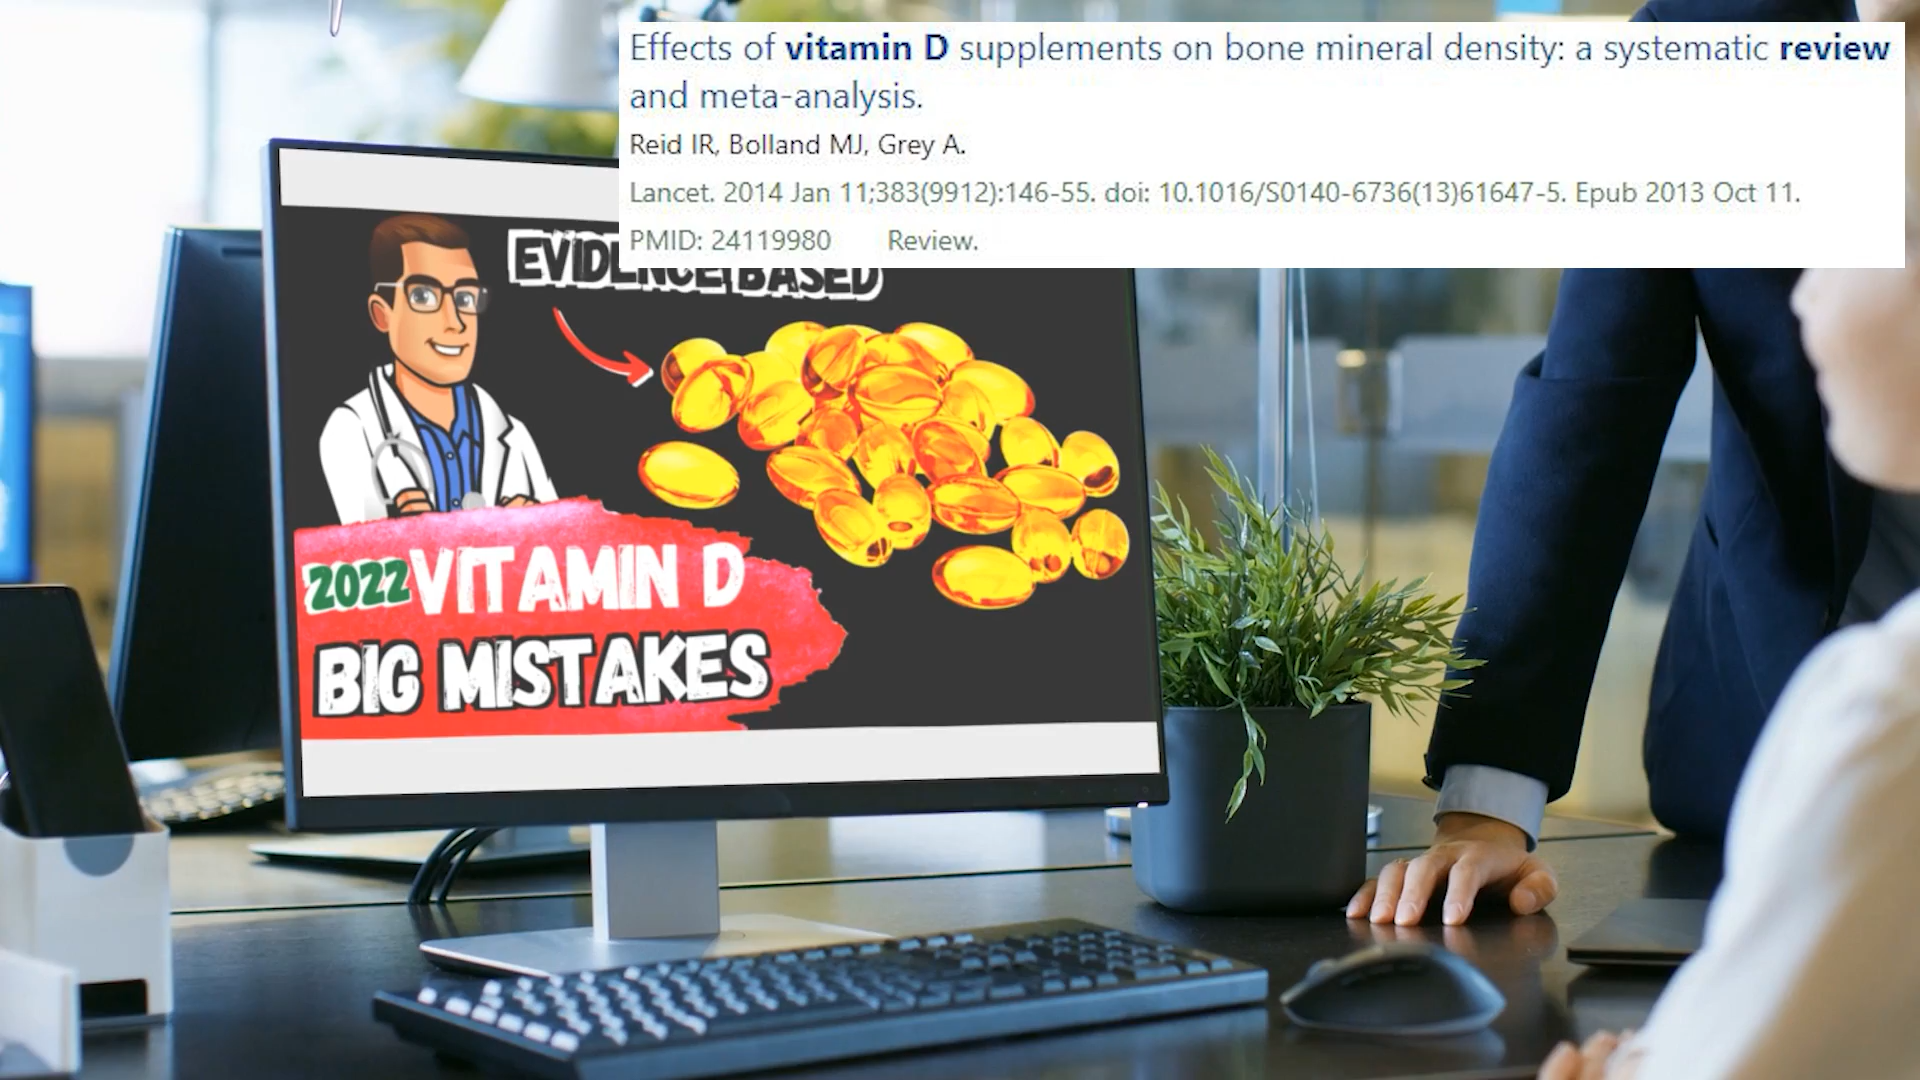 Effects of vitamin D supplements on bone mineral density: a systematic review
and meta-analysis.
Reid IR, Bolland MJ, Grey A.
Lancet. 2014 Jan 11;383(9912):146-55. doi: 10.1016/S0140-6736(13)61647-5. Epub 2013 Oct 11.
PMID: 24119980 Review.
EVIDENCE BASED
2022 VITAMIN D
BIG MISTAKES